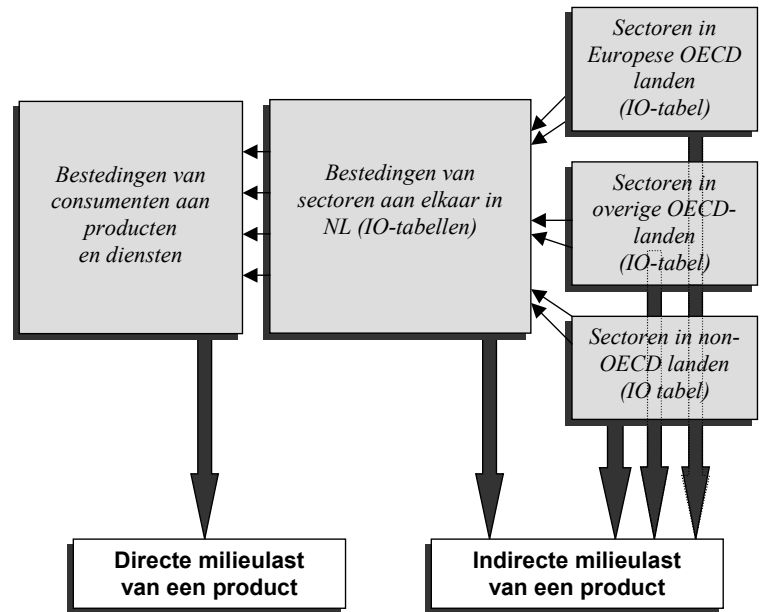 Bestedingen van
consumenten aan
producten
en diensten
Bestedingen van
sectoren aan elkaar in
NL (IO-tabellen)
Sectoren in
Europese OECD
landen
(IO-tabel)
Sectoren in
overige OECD-
landen
(IO-tabel)
Sectoren in non-
OECD landen
(IO tabel)
Directe milieulast
van een product
Indirecte milieulast
van een product